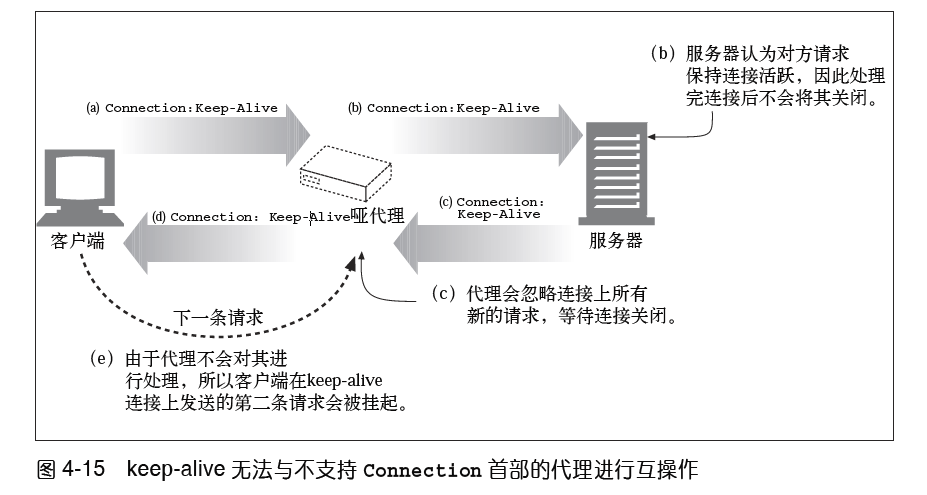 (b) 服务器认为对方请求
保持连接活跃，因此处理
完连接后不会将其关闭。
(a) Connection:Keep-Alive
(b) Connection:Keep-Alive
(d) Connection: Keep-Alive
哑代理
(c) Connection:
Keep-Alive
客户端
服务器
(c) 代理会忽略连接上所有
新的请求，等待连接关闭。
下一条请求
(e) 由于代理不会对其进
行处理，所以客户端在keep-alive
连接上发送的第二条请求会被挂起。
图 4-15 keep-alive 无法与不支持 Connection 首部的代理进行互操作